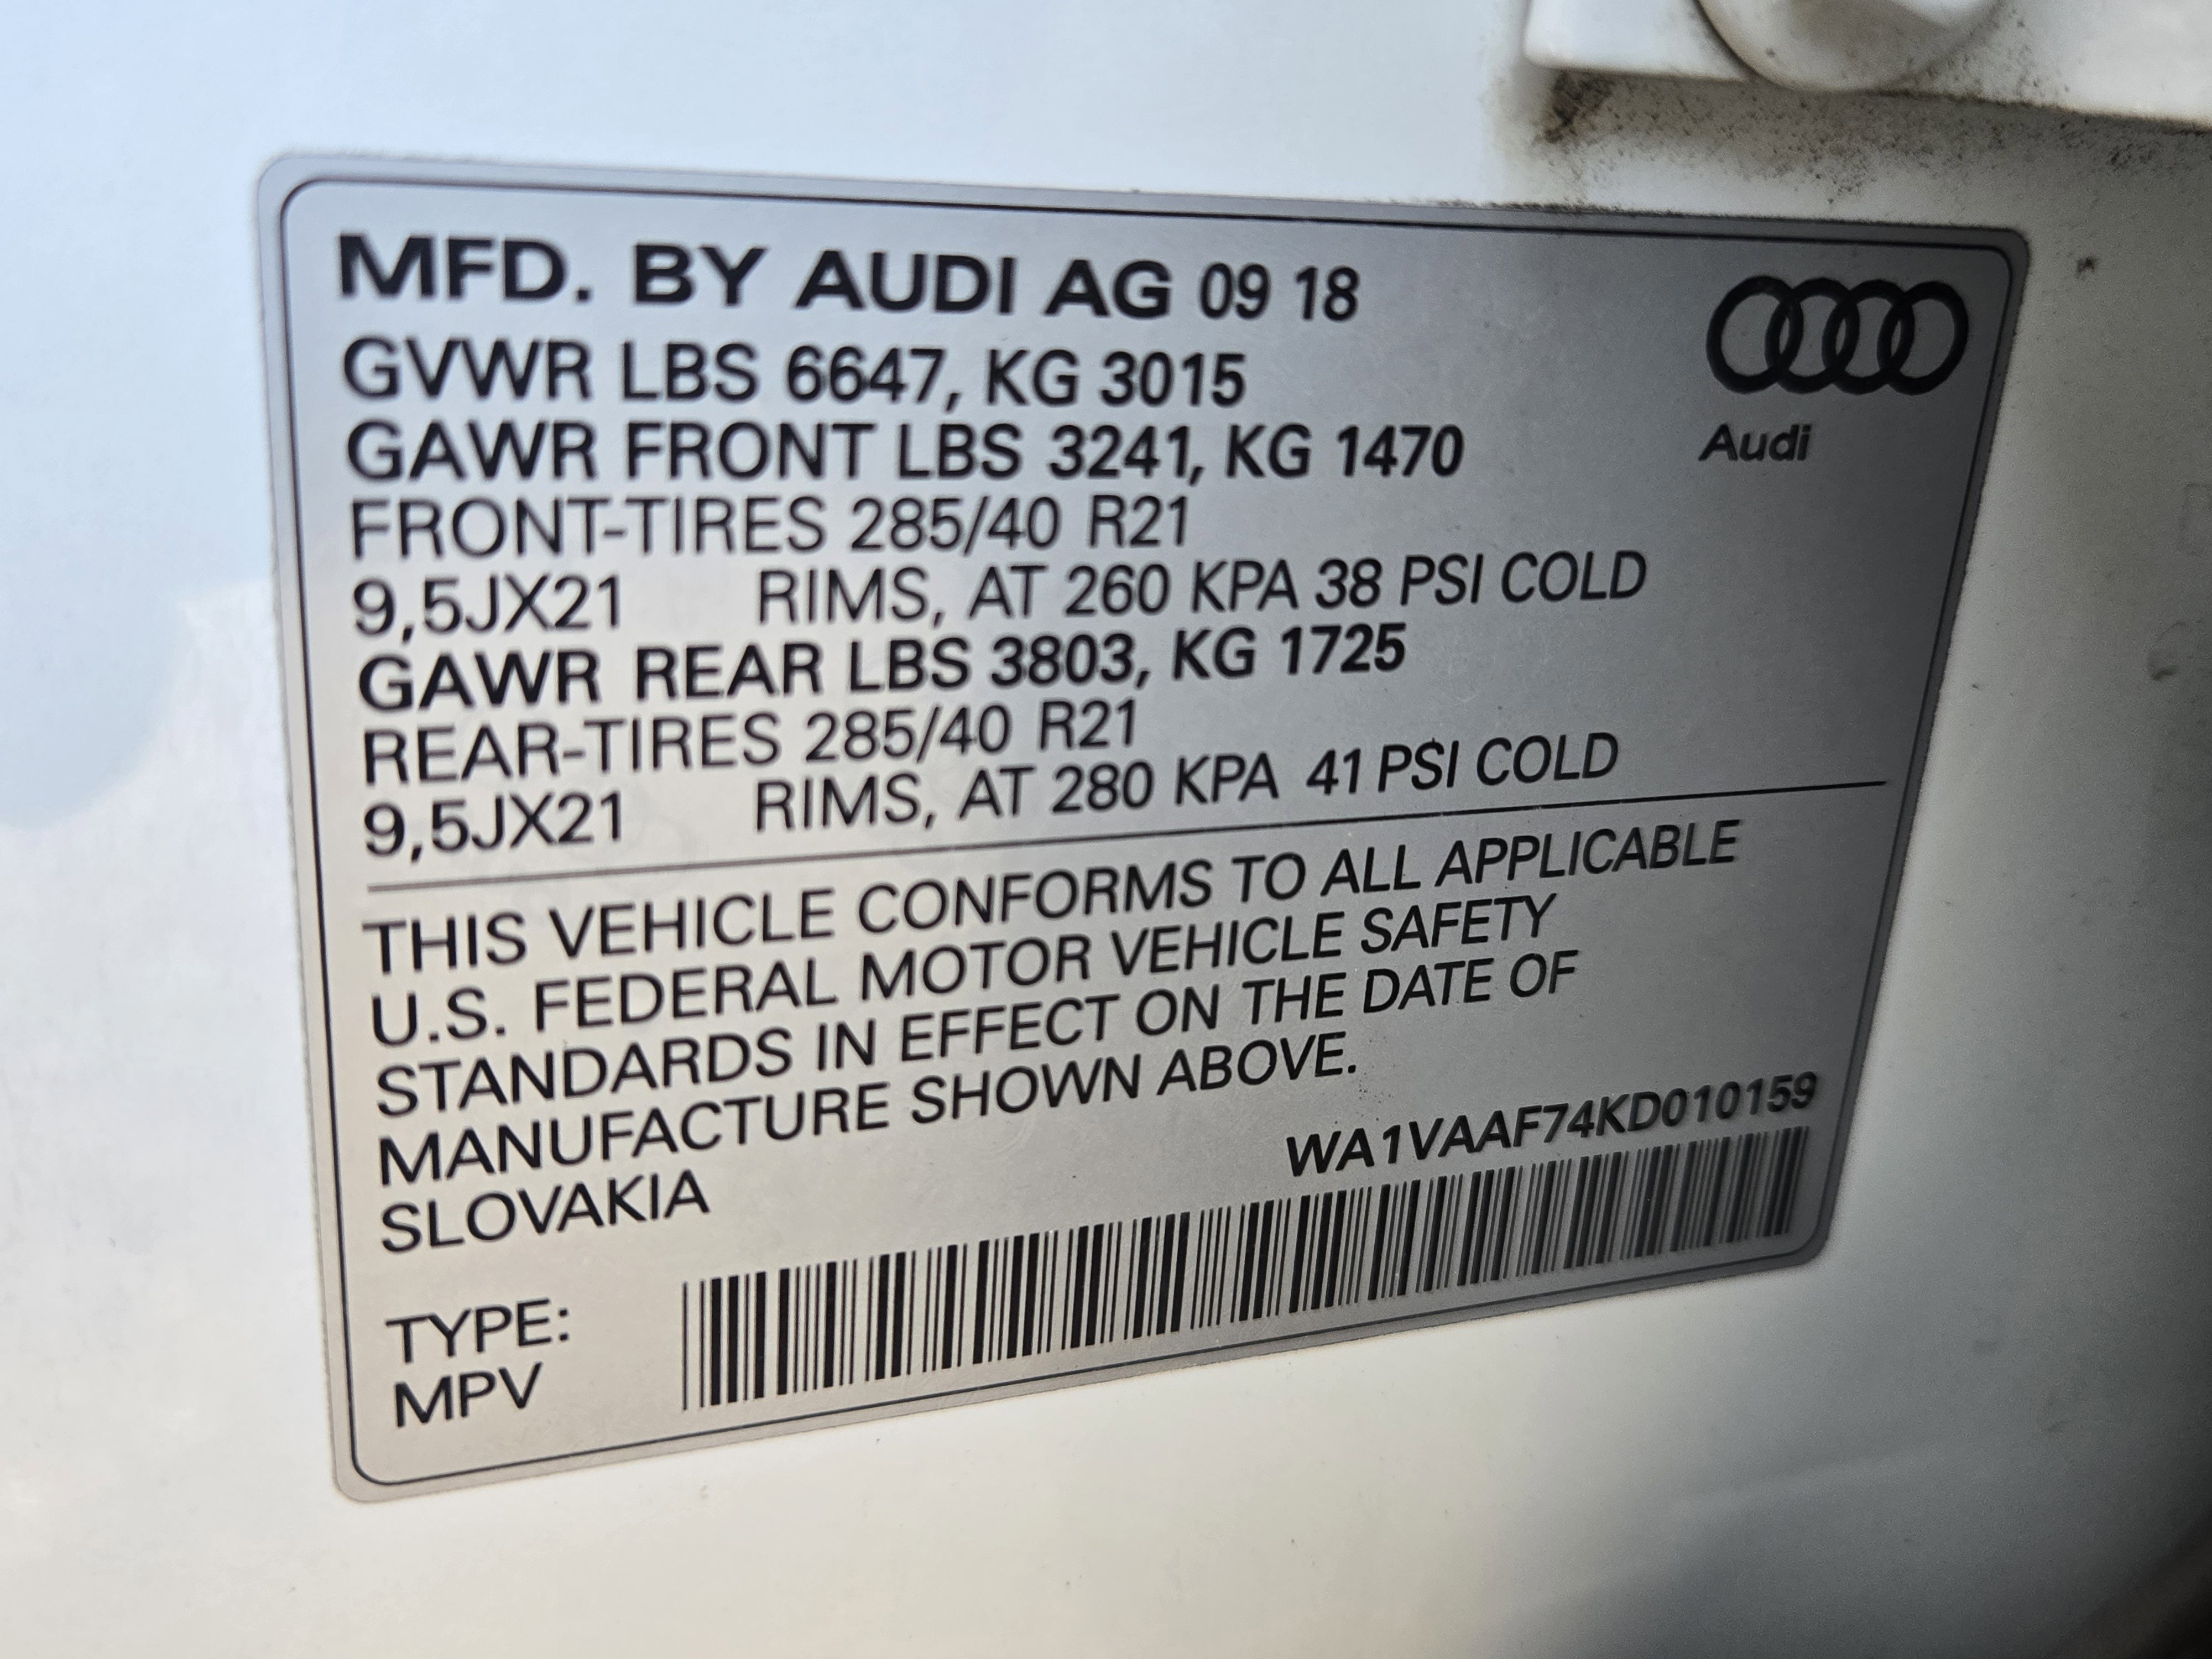 MFD. BY AUDI AG 09 18
GVWR LBS 6647, KG 3015
GAWR FRONT LBS 3241, KG 1470
Audi
FRONT-TIRES 285/40 R21
9,5JX21 RIMS, AT 260 KPA 38 PSI COLD
GAWR REAR LBS 3803, KG 1725
REAR-TIRES 285/40 R21
9,5JX21 RIMS, AT 280 KPA 41 PSI COLD
THIS VEHICLE CONFORMS TO ALL APPLICABLE
U.S. FEDERAL MOTOR VEHICLE SAFETY
STANDARDS IN EFFECT ON THE DATE OF
MANUFACTURE SHOWN ABOVE.
SLOVAKIA
WA1VAAF74KD010159
TYPE:
MPV